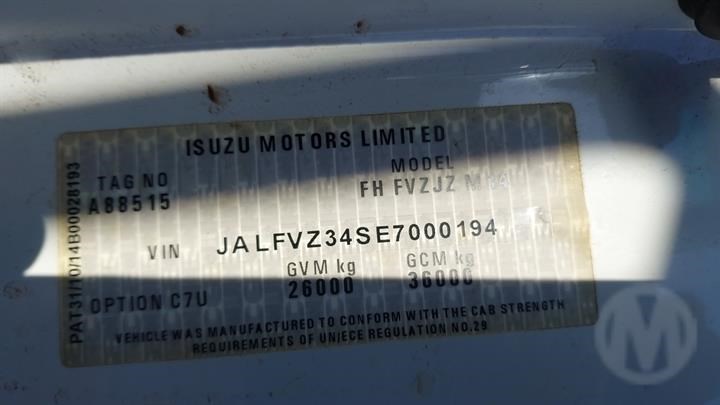 ISUZU MOTORS LIMITED
TAG NO
A88515
MODEL
FH FVZJZ
VIN JALFVZ34SE7000194
GVM kg
26000
GCM kg
36000
OPTION C7U
VEHICLE WAS MANUFACTURED TO CONFORM WITH THE CAB STRENGTH
REQUIREMENTS OF UN/ECE REGULATION NO.29
PAT31/10/14B00028193
M